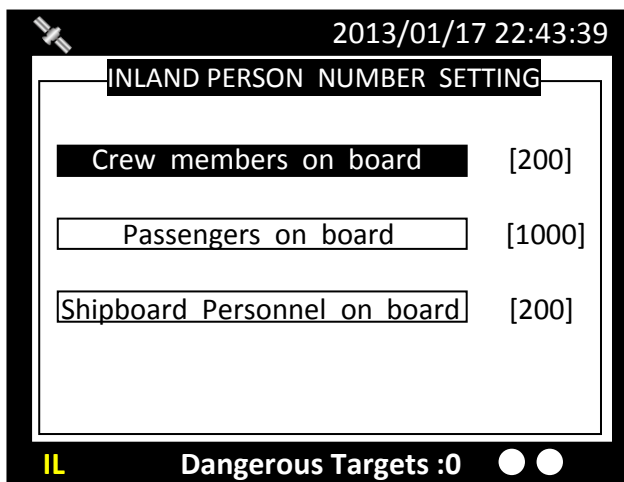 2013/01/17 22:43:39
INLAND PERSON NUMBER SETTING
Crew members on board [200]
Passengers on board [1000]
Shipboard Personnel on board [200]
IL Dangerous Targets :0